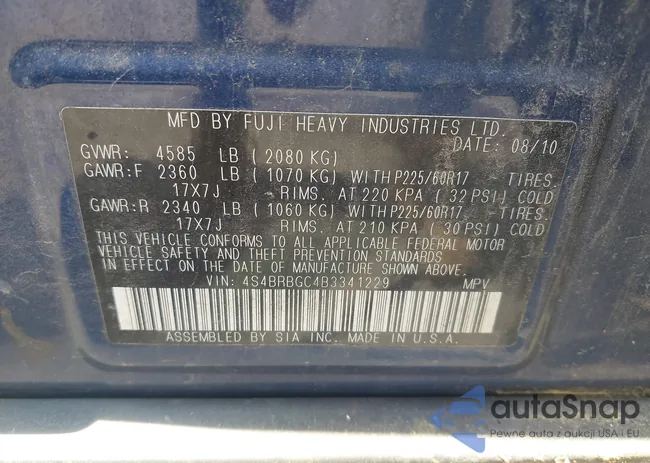 MFD BY FUJI HEAVY INDUSTRIES LTD.
DATE: 08/10
GVWR: 4585 LB ( 2080 KG)
GAWR:F 2360 LB ( 1070 KG) WITH P225/60R17 - TIRES,
17X7J RIMS, AT 220 KPA ( 32 PSI) COLD
GAWR:R 2340 LB ( 1060 KG) WITH P225/60R17 - TIRES,
17X7J RIMS, AT 210 KPA ( 30 PSI) COLD
THIS VEHICLE CONFORMS TO ALL APPLICABLE FEDERAL MOTOR
VEHICLE SAFETY AND THEFT PREVENTION STANDARDS
IN EFFECT ON THE DATE OF MANUFACTURE SHOWN ABOVE.
VIN: 4S4BRBGC4B3341229 MPV
ASSEMBLED BY SIA INC. MADE IN U.S.A.
autoSnap
Pewne auta z aukcji USA i EU